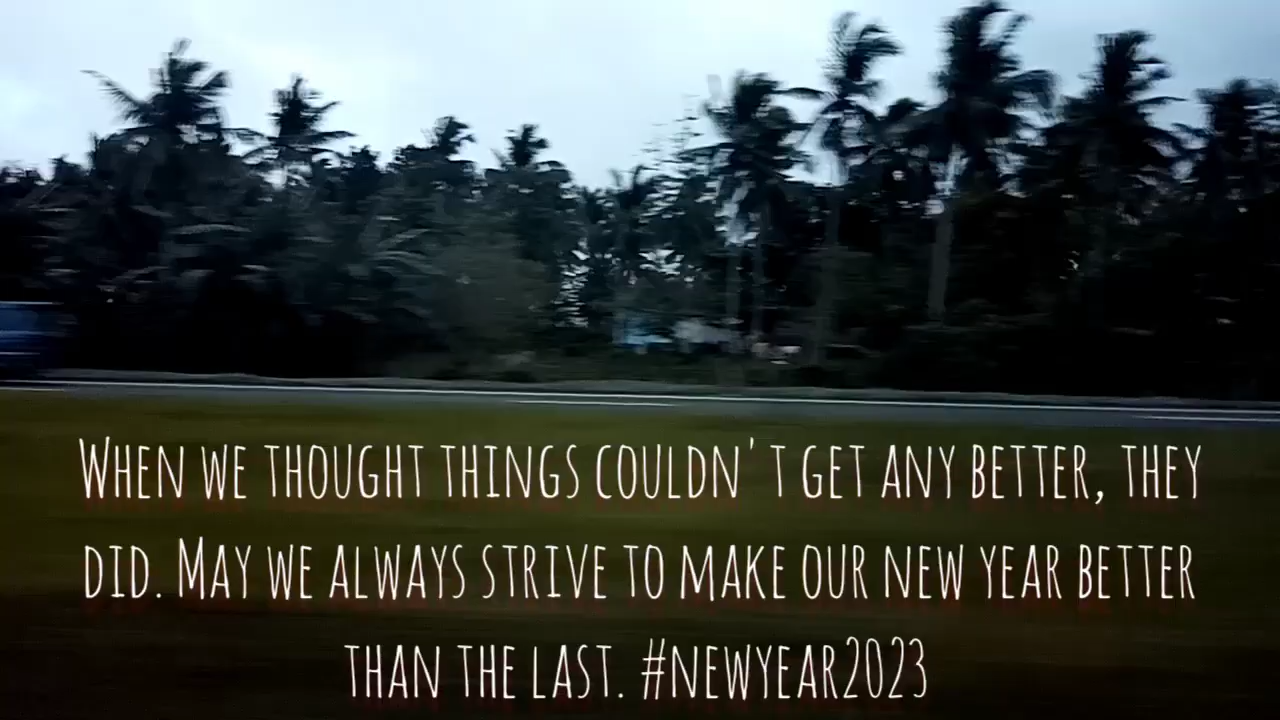 When we thought things couldn't get any better, they
did. May we always strive to make our new year better
than the last. #newyear2023